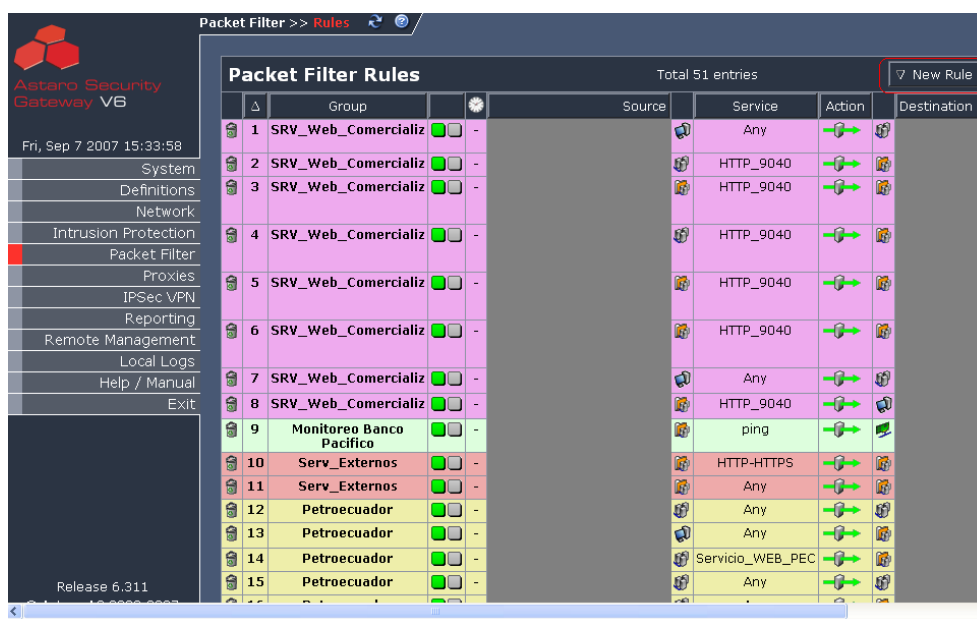 Packet Filter >> Rules
Astaro Security
Gateway V6
Fri, Sep 7 2007 15:33:58
System
Definitions
Network
Intrusion Protection
Packet Filter
Proxies
IPSec VPN
Reporting
Remote Management
Local Logs
Help / Manual
Exit
Release 6.311
Packet Filter Rules Total 51 entries ▽ New Rule
Δ Group Source Service Action Destination
1 SRV_Web_Comercializ - Any
2 SRV_Web_Comercializ - HTTP_9040
3 SRV_Web_Comercializ - HTTP_9040
4 SRV_Web_Comercializ - HTTP_9040
5 SRV_Web_Comercializ - HTTP_9040
6 SRV_Web_Comercializ - HTTP_9040
7 SRV_Web_Comercializ - Any
8 SRV_Web_Comercializ - HTTP_9040
9 Monitoreo Banco - ping
Pacifico
10 Serv_Externos - HTTP-HTTPS
11 Serv_Externos - Any
12 Petroecuador - Any
13 Petroecuador - Any
14 Petroecuador - Servicio_WEB_PEC
15 Petroecuador - Any